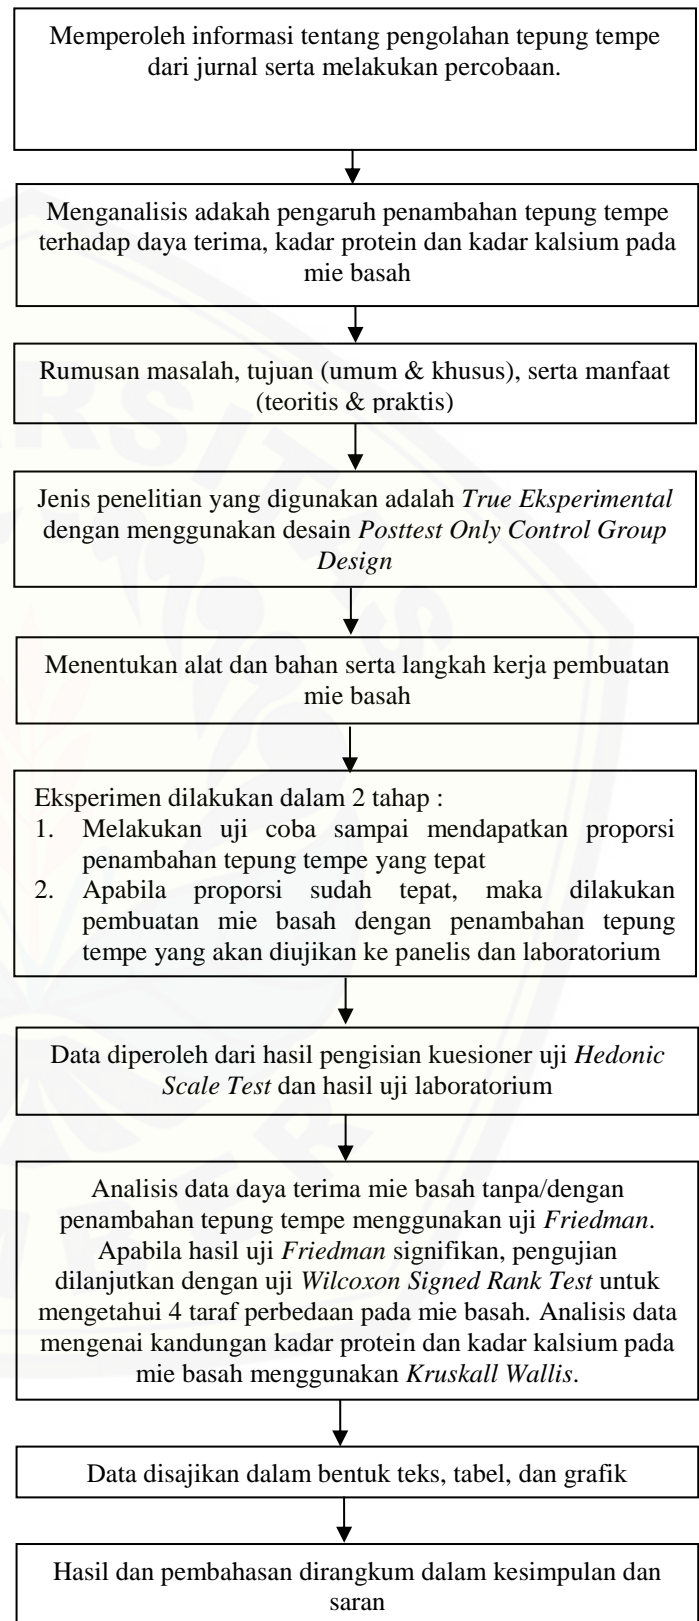 Memperoleh informasi tentang pengolahan tepung tempe
dari jurnal serta melakukan percobaan.
Menganalisis adakah pengaruh penambahan tepung tempe
terhadap daya terima, kadar protein dan kadar kalsium pada
mie basah
Rumusan masalah, tujuan (umum & khusus), serta manfaat
(teoritis & praktis)
Jenis penelitian yang digunakan adalah True Eksperimental
dengan menggunakan desain Posttest Only Control Group
Design
Menentukan alat dan bahan serta langkah kerja pembuatan
mie basah
Eksperimen dilakukan dalam 2 tahap :
1. Melakukan uji coba sampai mendapatkan proporsi
penambahan tepung tempe yang tepat
2. Apabila proporsi sudah tepat, maka dilakukan
pembuatan mie basah dengan penambahan tepung
tempe yang akan diujikan ke panelis dan laboratorium
Data diperoleh dari hasil pengisian kuesioner uji Hedonic
Scale Test dan hasil uji laboratorium
Analisis data daya terima mie basah tanpa/dengan
penambahan tepung tempe menggunakan uji Friedman.
Apabila hasil uji Friedman signifikan, pengujian
dilanjutkan dengan uji Wilcoxon Signed Rank Test untuk
mengetahui 4 taraf perbedaan pada mie basah. Analisis data
mengenai kandungan kadar protein dan kadar kalsium pada
mie basah menggunakan Kruskall Wallis.
Data disajikan dalam bentuk teks, tabel, dan grafik
Hasil dan pembahasan dirangkum dalam kesimpulan dan
saran